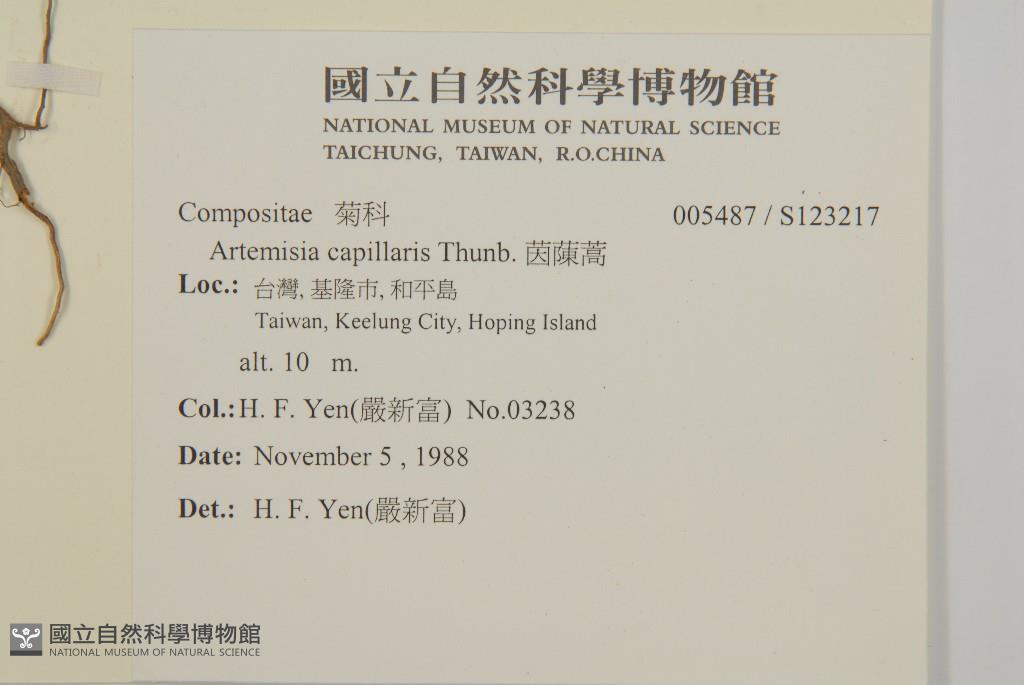 國立自然科學博物館
NATIONAL MUSEUM OF NATURAL SCIENCE
TAICHUNG, TAIWAN, R.O.CHINA
Compositae 菊科 005487 / S123217
Artemisia capillaris Thunb. 茵蔯蒿
Loc.: 台灣, 基隆市, 和平島
Taiwan, Keelung City, Hoping Island
alt. 10 m.
Col.:H. F. Yen(嚴新富) No.03238
Date: November 5 , 1988
Det.: H. F. Yen(嚴新富)
國立自然科學博物館
NATIONAL MUSEUM OF NATURAL SCIENCE